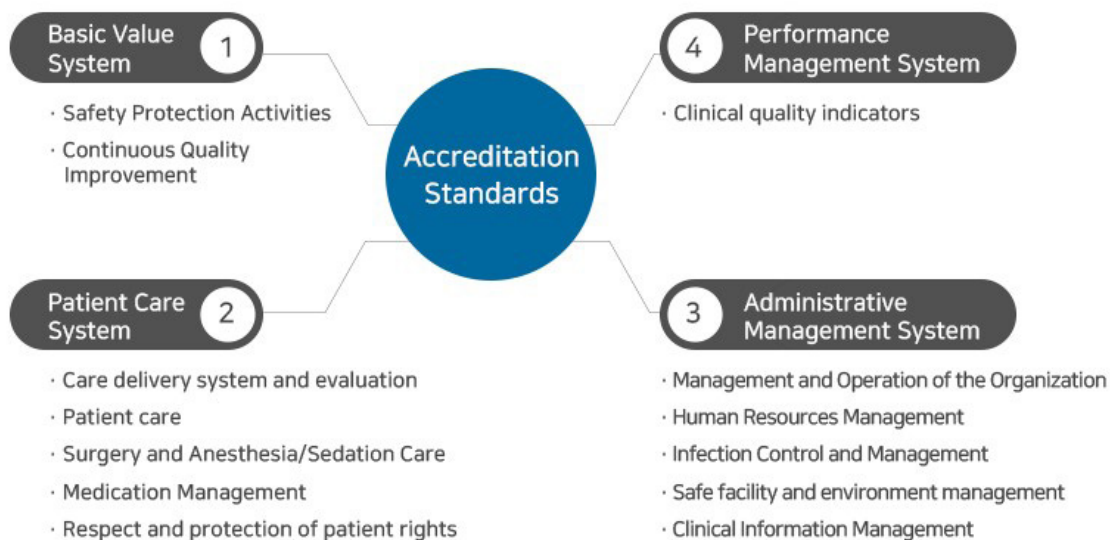 Basic Value
System
1
· Safety Protection Activities
· Continuous Quality
Improvement
Accreditation
Standards
4
Performance
Management System
· Clinical quality indicators
Patient Care
System
2
· Care delivery system and evaluation
· Patient care
· Surgery and Anesthesia/Sedation Care
· Medication Management
· Respect and protection of patient rights
3
Administrative
Management System
· Management and Operation of the Organization
· Human Resources Management
· Infection Control and Management
· Safe facility and environment management
· Clinical Information Management